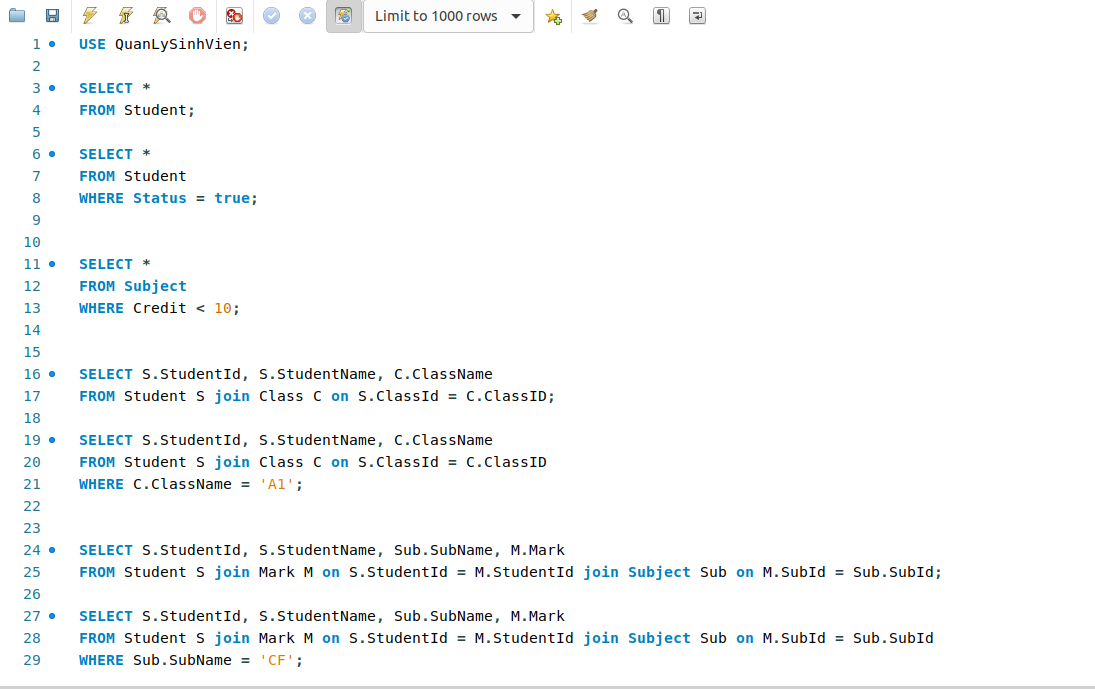 Limit to 1000 rows
1 USE QuanLySinhVien;
2
3 SELECT *
4 FROM Student;
5
6 SELECT *
7 FROM Student
8 WHERE Status = true;
9
10
11 SELECT *
12 FROM Subject
13 WHERE Credit < 10;
14
15
16 SELECT S.StudentId, S.StudentName, C.ClassName
17 FROM Student S join Class C on S.ClassId = C.ClassID;
18
19 SELECT S.StudentId, S.StudentName, C.ClassName
20 FROM Student S join Class C on S.ClassId = C.ClassID
21 WHERE C.ClassName = 'A1';
22
23
24 SELECT S.StudentId, S.StudentName, Sub.SubName, M.Mark
25 FROM Student S join Mark M on S.StudentId = M.StudentId join Subject Sub on M.SubId = Sub.SubId;
26
27 SELECT S.StudentId, S.StudentName, Sub.SubName, M.Mark
28 FROM Student S join Mark M on S.StudentId = M.StudentId join Subject Sub on M.SubId = Sub.SubId
29 WHERE Sub.SubName = 'CF';